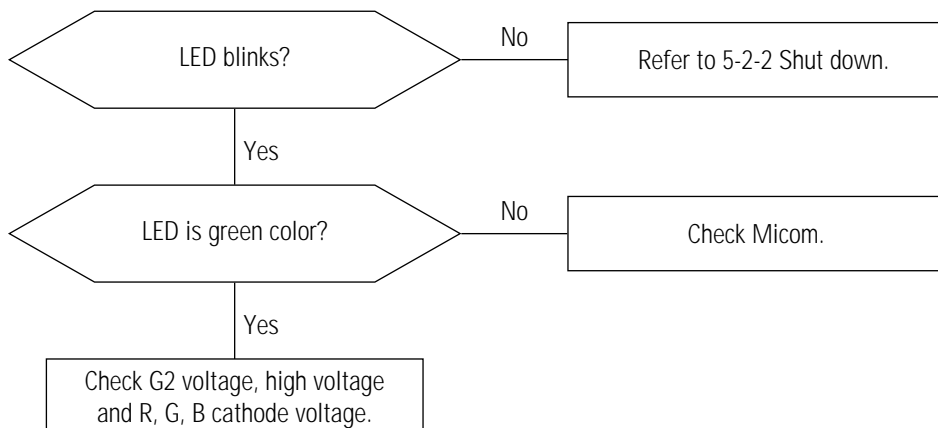 LED blinks?
No
Refer to 5-2-2 Shut down.
Yes
LED is green color?
No
Check Micom.
Yes
Check G2 voltage, high voltage
and R, G, B cathode voltage.